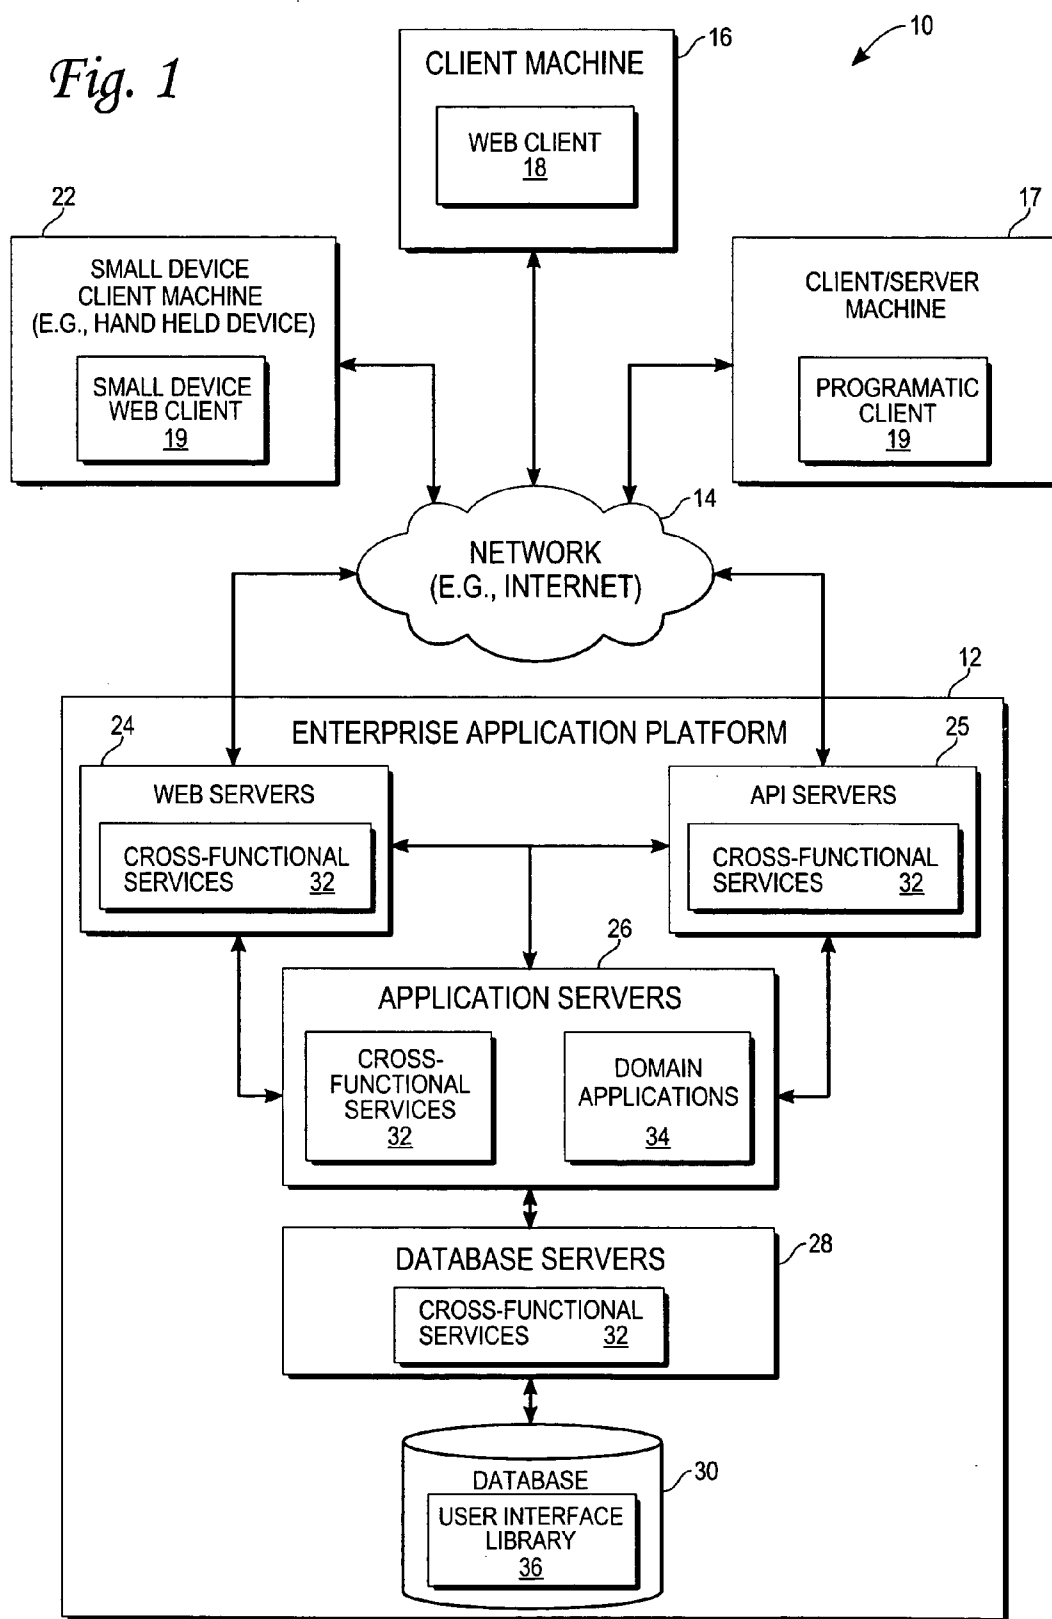 Fig. 1
10
16
CLIENT MACHINE
WEB CLIENT
18
22
SMALL DEVICE
CLIENT MACHINE
(E.G., HAND HELD DEVICE)
SMALL DEVICE
WEB CLIENT
19
17
CLIENT/SERVER
MACHINE
PROGRAMATIC
CLIENT
19
14
NETWORK
(E.G., INTERNET)
12
ENTERPRISE APPLICATION PLATFORM
24
WEB SERVERS
CROSS-FUNCTIONAL
SERVICES 32
25
API SERVERS
CROSS-FUNCTIONAL
SERVICES 32
26
APPLICATION SERVERS
CROSS-
FUNCTIONAL
SERVICES
32
DOMAIN
APPLICATIONS
34
28
DATABASE SERVERS
CROSS-FUNCTIONAL
SERVICES 32
30
DATABASE
USER INTERFACE
LIBRARY
36